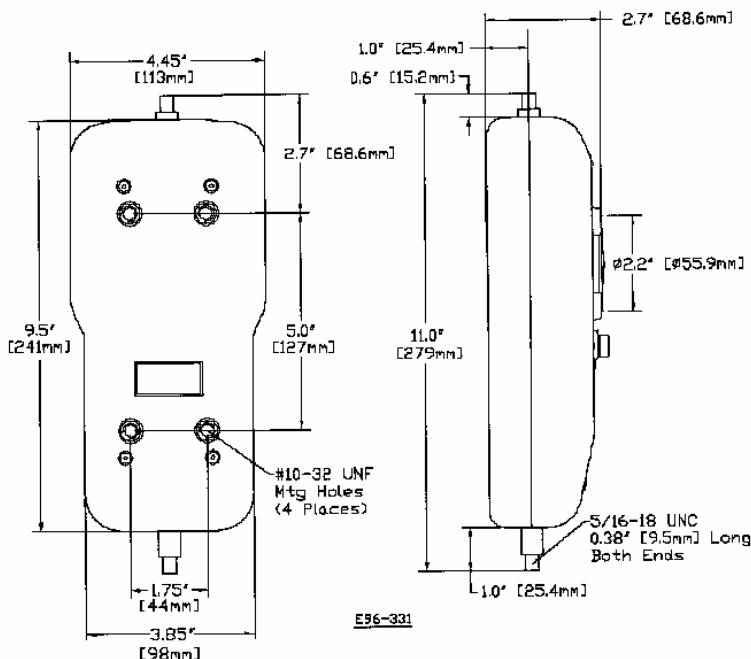 4.45"
[113mm]
2.7" [68.6mm]
9.5"
[241mm]
5.0"
[127mm]
#10-32 UNF
Mtg Holes
(4 Places)
1.75"
[44mm]
3.85"
[98mm]
2.7" [68.6mm]
1.0" [25.4mm]
0.6" [15.2mm]
ø2.2" [ø55.9mm]
11.0"
[279mm]
5/16-18 UNC
0.38" [9.5mm] Long
Both Ends
1.0" [25.4mm]
E96-331